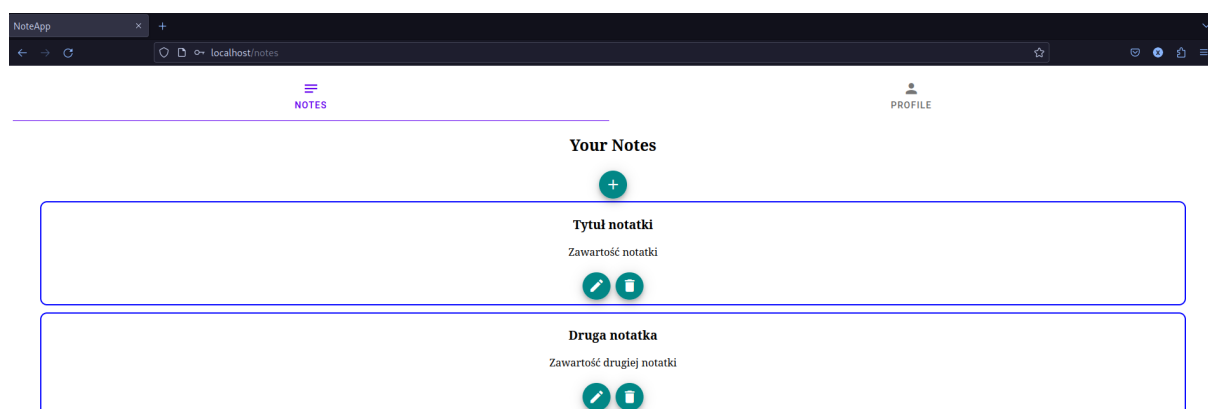 NoteApp
localhost/notes
NOTES
PROFILE
Your Notes
Tytuł notatki
Zawartość notatki
Druga notatka
Zawartość drugiej notatki